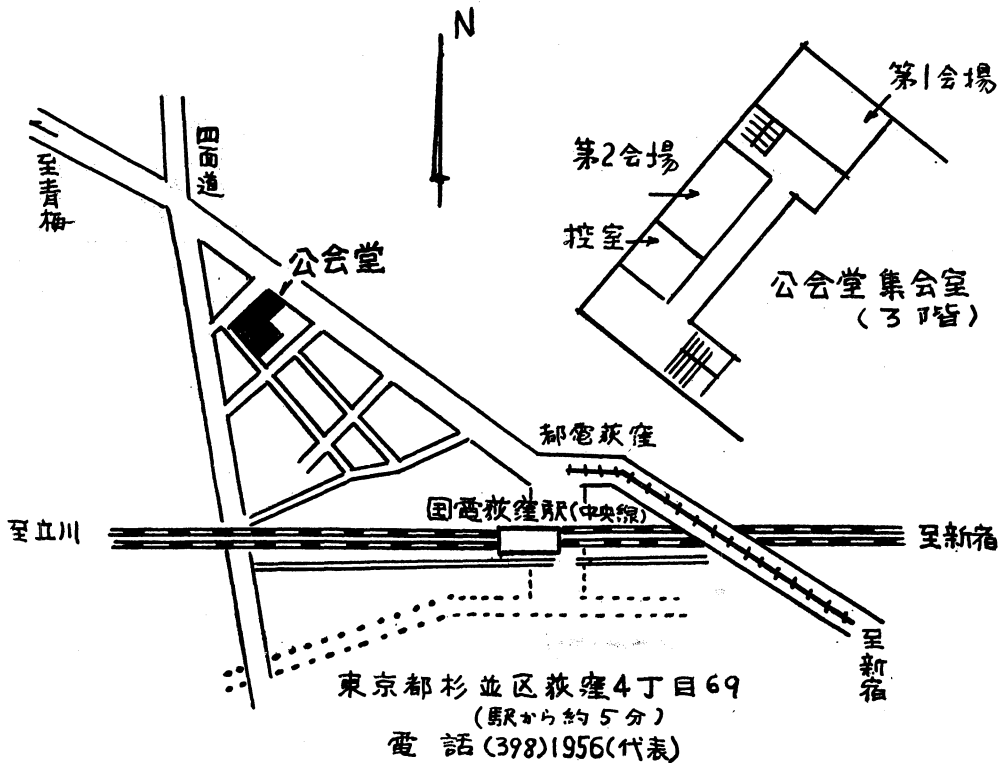 N
第1会場
四面道
至青梅
第2会場
控室
公会堂
公会堂集会室
(3階)
都電荻窪
国電荻窪駅(中央線)
至立川
至新宿
至新宿
東京都杉並区荻窪4丁目69
(駅から約5分)
電話(398)1956(代表)